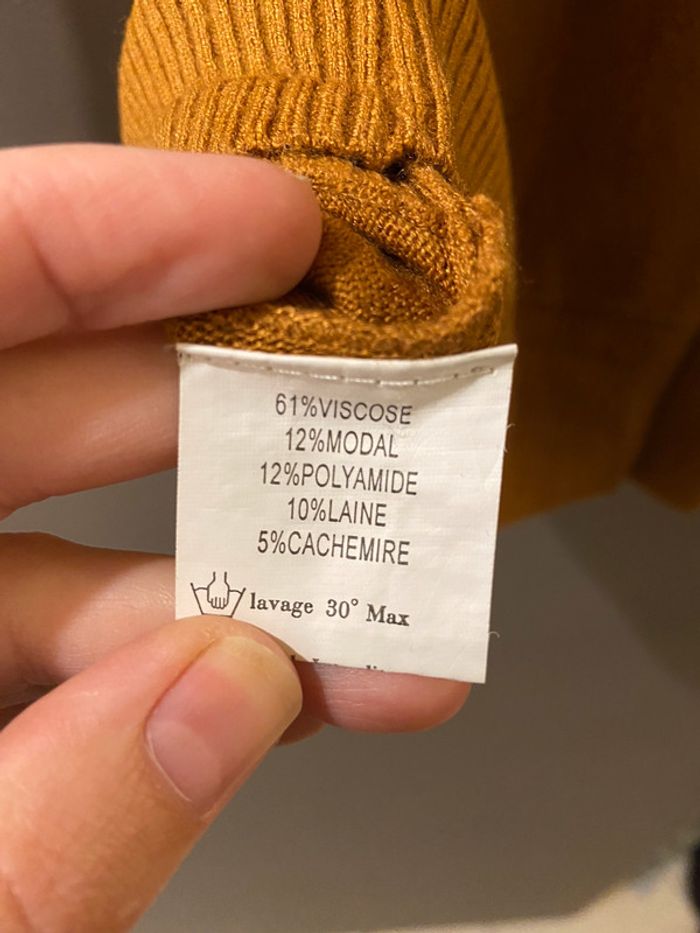 61%VISCOSE
12%MODAL
12%POLYAMIDE
10%LAINE
5%CACHEMIRE
lavage 30° Max